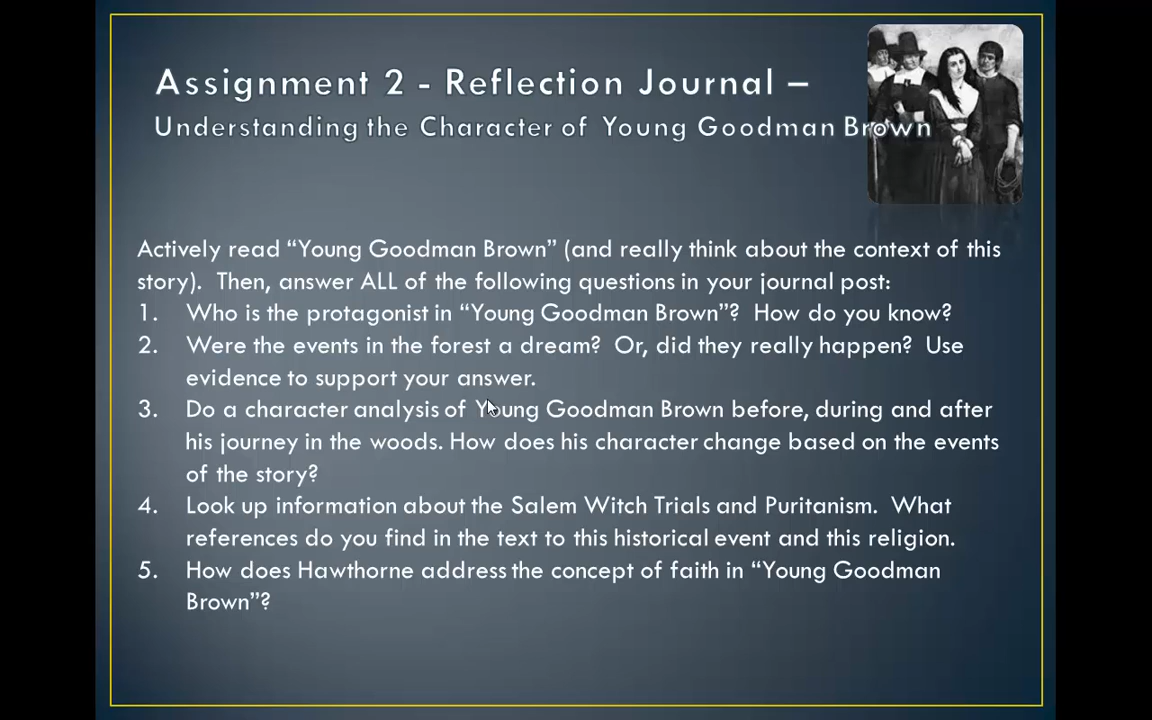 Assignment 2 - Reflection Journal –
Understanding the Character of Young Goodman Brown
Actively read “Young Goodman Brown” (and really think about the context of this
story). Then, answer ALL of the following questions in your journal post:
1. Who is the protagonist in “Young Goodman Brown”? How do you know?
2. Were the events in the forest a dream? Or, did they really happen? Use
evidence to support your answer.
3. Do a character analysis of Young Goodman Brown before, during and after
his journey in the woods. How does his character change based on the events
of the story?
4. Look up information about the Salem Witch Trials and Puritanism. What
references do you find in the text to this historical event and this religion.
5. How does Hawthorne address the concept of faith in “Young Goodman
Brown”?